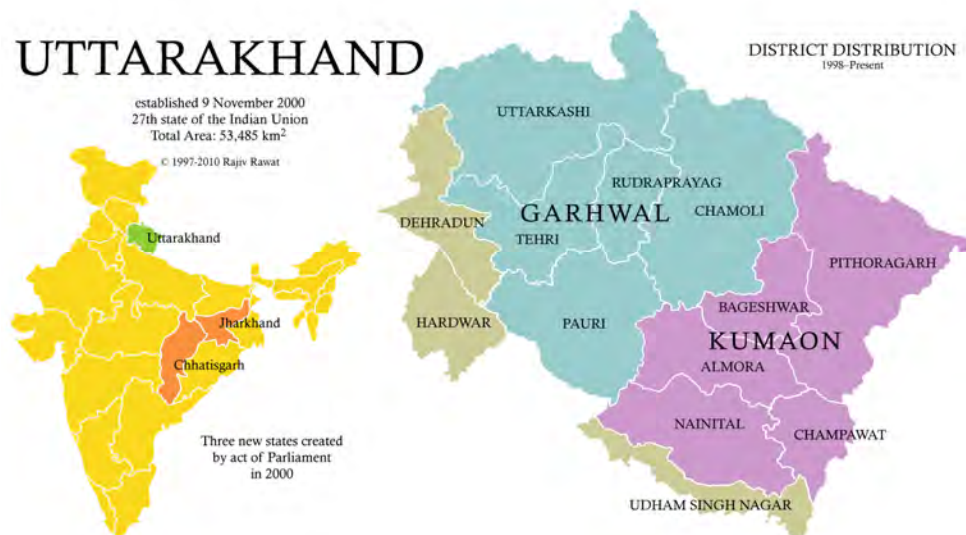 UTTARAKHAND
established 9 November 2000
27th state of the Indian Union
Total Area: 53,485 km²
© 1997-2010 Rajiv Rawat
Uttarakhand
Jharkhand
Chhatisgarh
Three new states created
by act of Parliament
in 2000
DISTRICT DISTRIBUTION
1998–Present
UTTARKASHI
RUDRAPRAYAG
GARHWAL
CHAMOLI
DEHRADUN
TEHRI
PITHORAGARH
HARDWAR
PAURI
BAGESHWAR
KUMAON
ALMORA
NAINITAL
CHAMPAWAT
UDHAM SINGH NAGAR